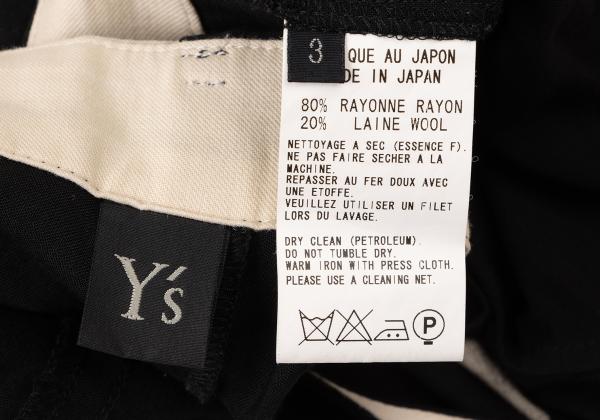 3
QUE AU JAPON
DE IN JAPAN
80% RAYONNE RAYON
20% LAINE WOOL
NETTOYAGE A SEC (ESSENCE F).
NE PAS FAIRE SECHER A LA
MACHINE.
REPASSER AU FER DOUX AVEC
UNE ETOFFE.
VEUILLEZ UTILISER UN FILET
LORS DU LAVAGE.
DRY CLEAN (PETROLEUM).
DO NOT TUMBLE DRY.
WARM IRON WITH PRESS CLOTH.
PLEASE USE A CLEANING NET.
P
Y's